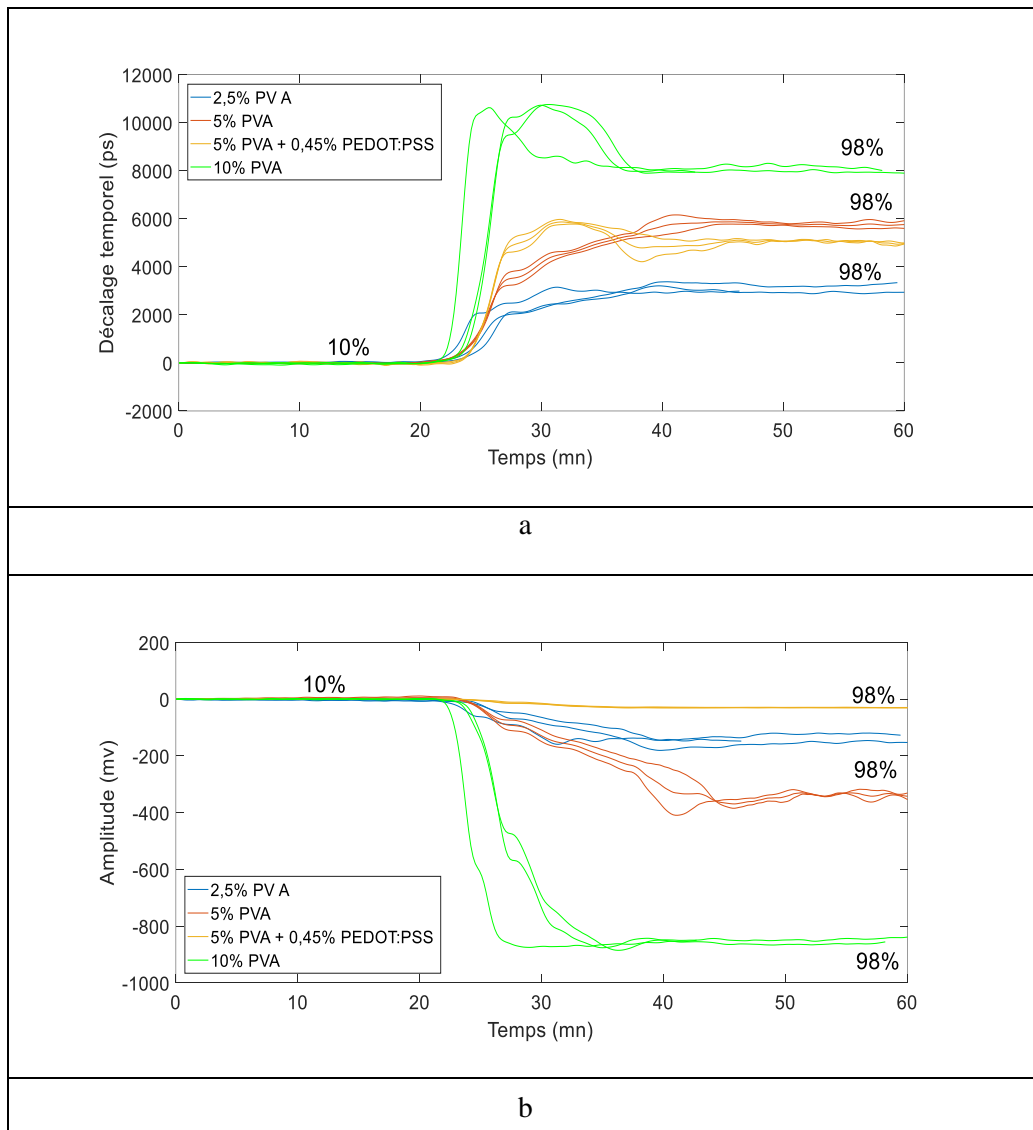 12000
10000
8000
6000
4000
2000
0
-2000
Décalage temporel (ps)
2,5% PV A
5% PVA
5% PVA + 0,45% PEDOT:PSS
10% PVA
10%
98%
98%
98%
0 10 20 30 40 50 60
Temps (mn)
a
200
0
-200
-400
-600
-800
-1000
Amplitude (mv)
10%
98%
98%
98%
2,5% PV A
5% PVA
5% PVA + 0,45% PEDOT:PSS
10% PVA
0 10 20 30 40 50 60
Temps (mn)
b